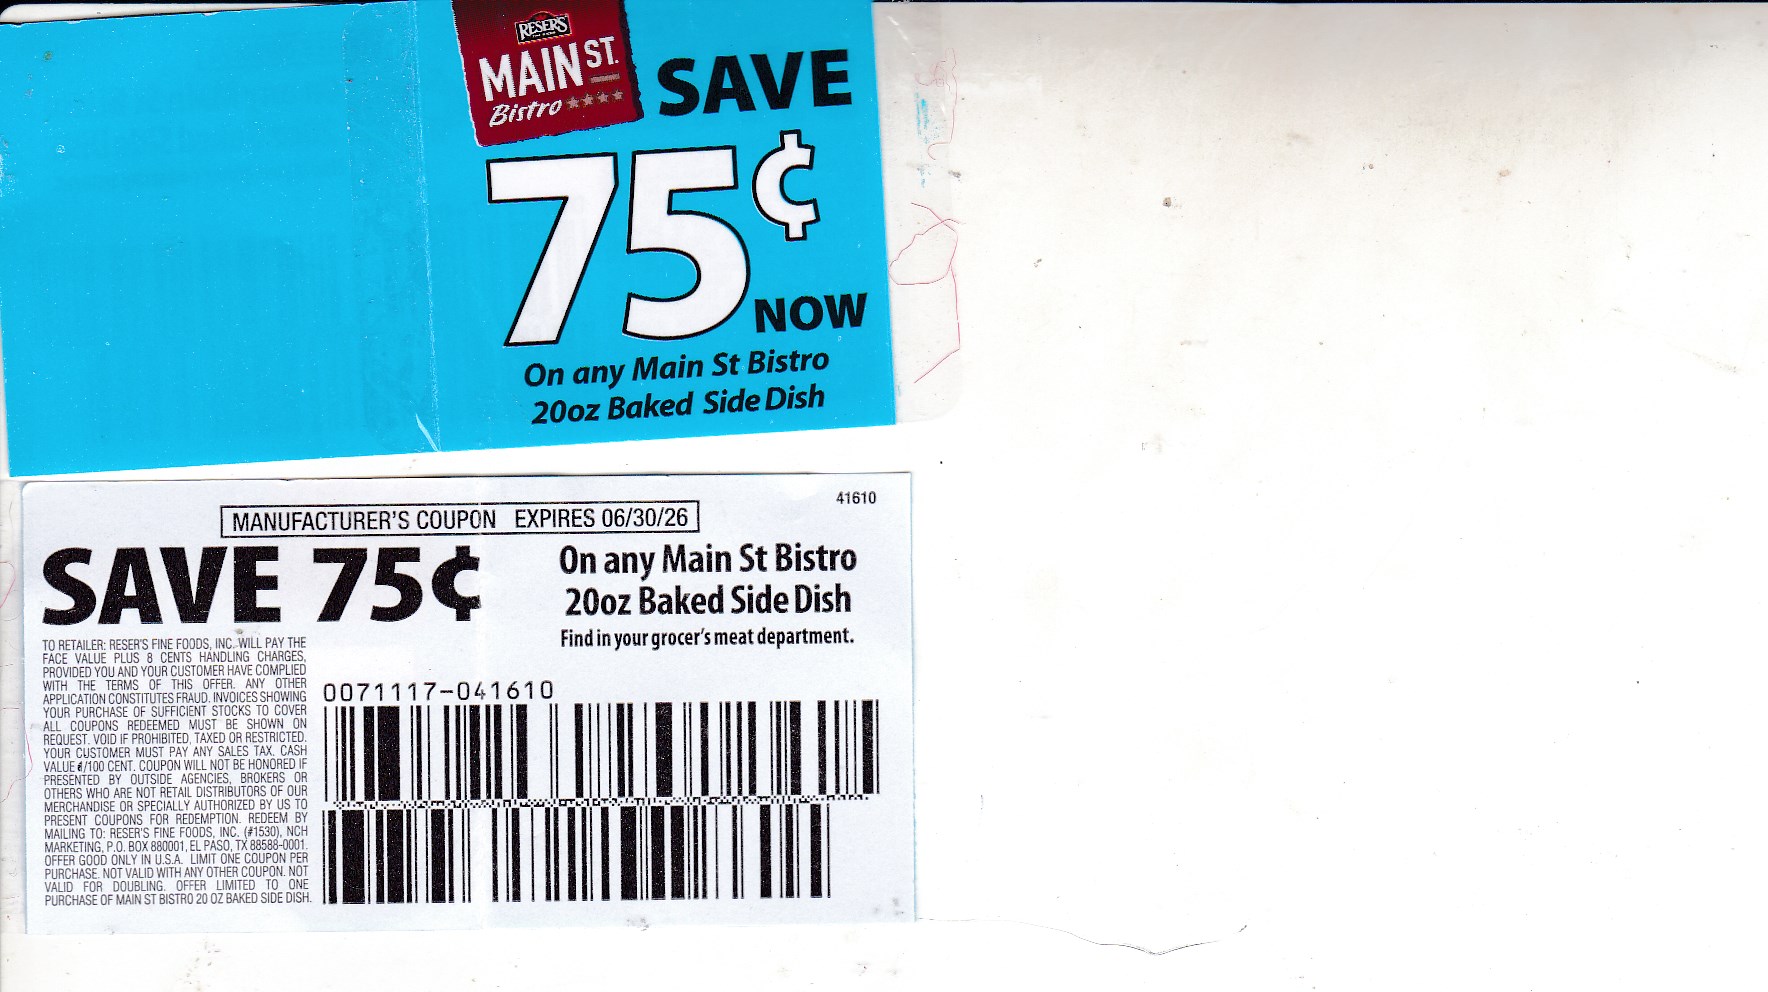 RESER'S
MAIN ST.
Bistro
SAVE
75¢
NOW
On any Main St Bistro
20oz Baked Side Dish
41610
MANUFACTURER'S COUPON EXPIRES 06/30/26
SAVE 75¢
On any Main St Bistro
20oz Baked Side Dish
Find in your grocer's meat department.
TO RETAILER: RESER'S FINE FOODS, INC. WILL PAY THE
FACE VALUE PLUS 8 CENTS HANDLING CHARGES,
PROVIDED YOU AND YOUR CUSTOMER HAVE COMPLIED
WITH THE TERMS OF THIS OFFER. ANY OTHER
APPLICATION CONSTITUTES FRAUD. INVOICES SHOWING
YOUR PURCHASE OF SUFFICIENT STOCKS TO COVER
ALL COUPONS REDEEMED MUST BE SHOWN ON
REQUEST. VOID IF PROHIBITED, TAXED OR RESTRICTED.
YOUR CUSTOMER MUST PAY ANY SALES TAX. CASH
VALUE 1/100 CENT. COUPON WILL NOT BE HONORED IF
PRESENTED BY OUTSIDE AGENCIES, BROKERS OR
OTHERS WHO ARE NOT RETAIL DISTRIBUTORS OF OUR
MERCHANDISE OR SPECIALLY AUTHORIZED BY US TO
PRESENT COUPONS FOR REDEMPTION. REDEEM BY
MAILING TO: RESER'S FINE FOODS, INC. (#1530), NCH
MARKETING, P.O. BOX 880001, EL PASO, TX 88588-0001.
OFFER GOOD ONLY IN U.S.A. LIMIT ONE COUPON PER
PURCHASE. NOT VALID WITH ANY OTHER COUPON. NOT
VALID FOR DOUBLING. OFFER LIMITED TO ONE
PURCHASE OF MAIN ST BISTRO 20 OZ BAKED SIDE DISH.
0071117-041610